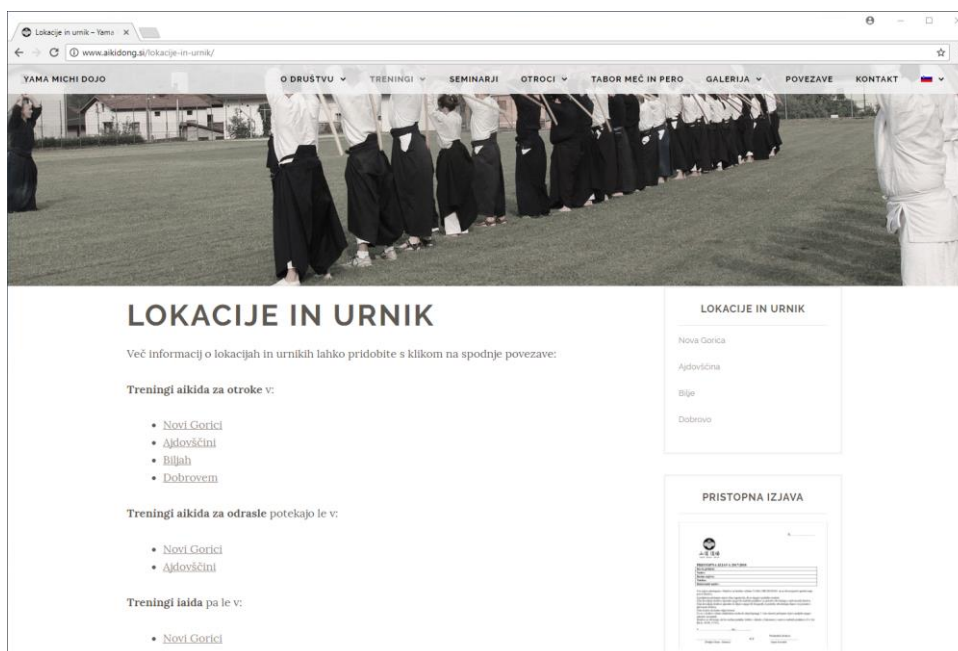 Lokacije in urnik – Yama
www.aikidong.si/lokacije-in-urnik/
YAMA MICHI DOJO O DRUŠTVU TRENINGI SEMINARJI OTROCI TABOR MEČ IN PERO GALERIJA POVEZAVE KONTAKT
LOKACIJE IN URNIK
Več informacij o lokacijah in urnikih lahko pridobite s klikom na spodnje povezave:
Treningi aikida za otroke v:
• Novi Gorici
• Ajdovščini
• Biljah
• Dobrovem
Treningi aikida za odrasle potekajo le v:
• Novi Gorici
• Ajdovščini
Treningi iaida pa le v:
• Novi Gorici
LOKACIJE IN URNIK
Nova Gorica
Ajdovščina
Bilje
Dobrovo
PRISTOPNA IZJAVA